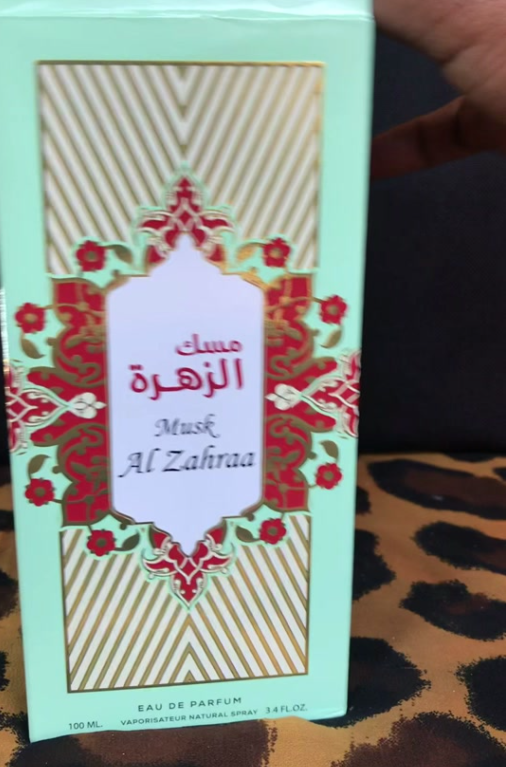 مسك
الزهرة
Musk
Al Zahraa
EAU DE PARFUM
100 ML. VAPORISATEUR NATURAL SPRAY 3.4 FL.OZ.